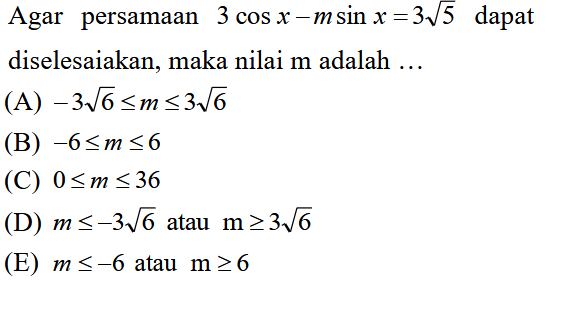 Agar persamaan 3 cos x − m sin x = 3√5 dapat
diselesaiakan, maka nilai m adalah …
(A) −3√6 ≤ m ≤ 3√6
(B) −6 ≤ m ≤ 6
(C) 0 ≤ m ≤ 36
(D) m ≤ −3√6 atau m ≥ 3√6
(E) m ≤ −6 atau m ≥ 6